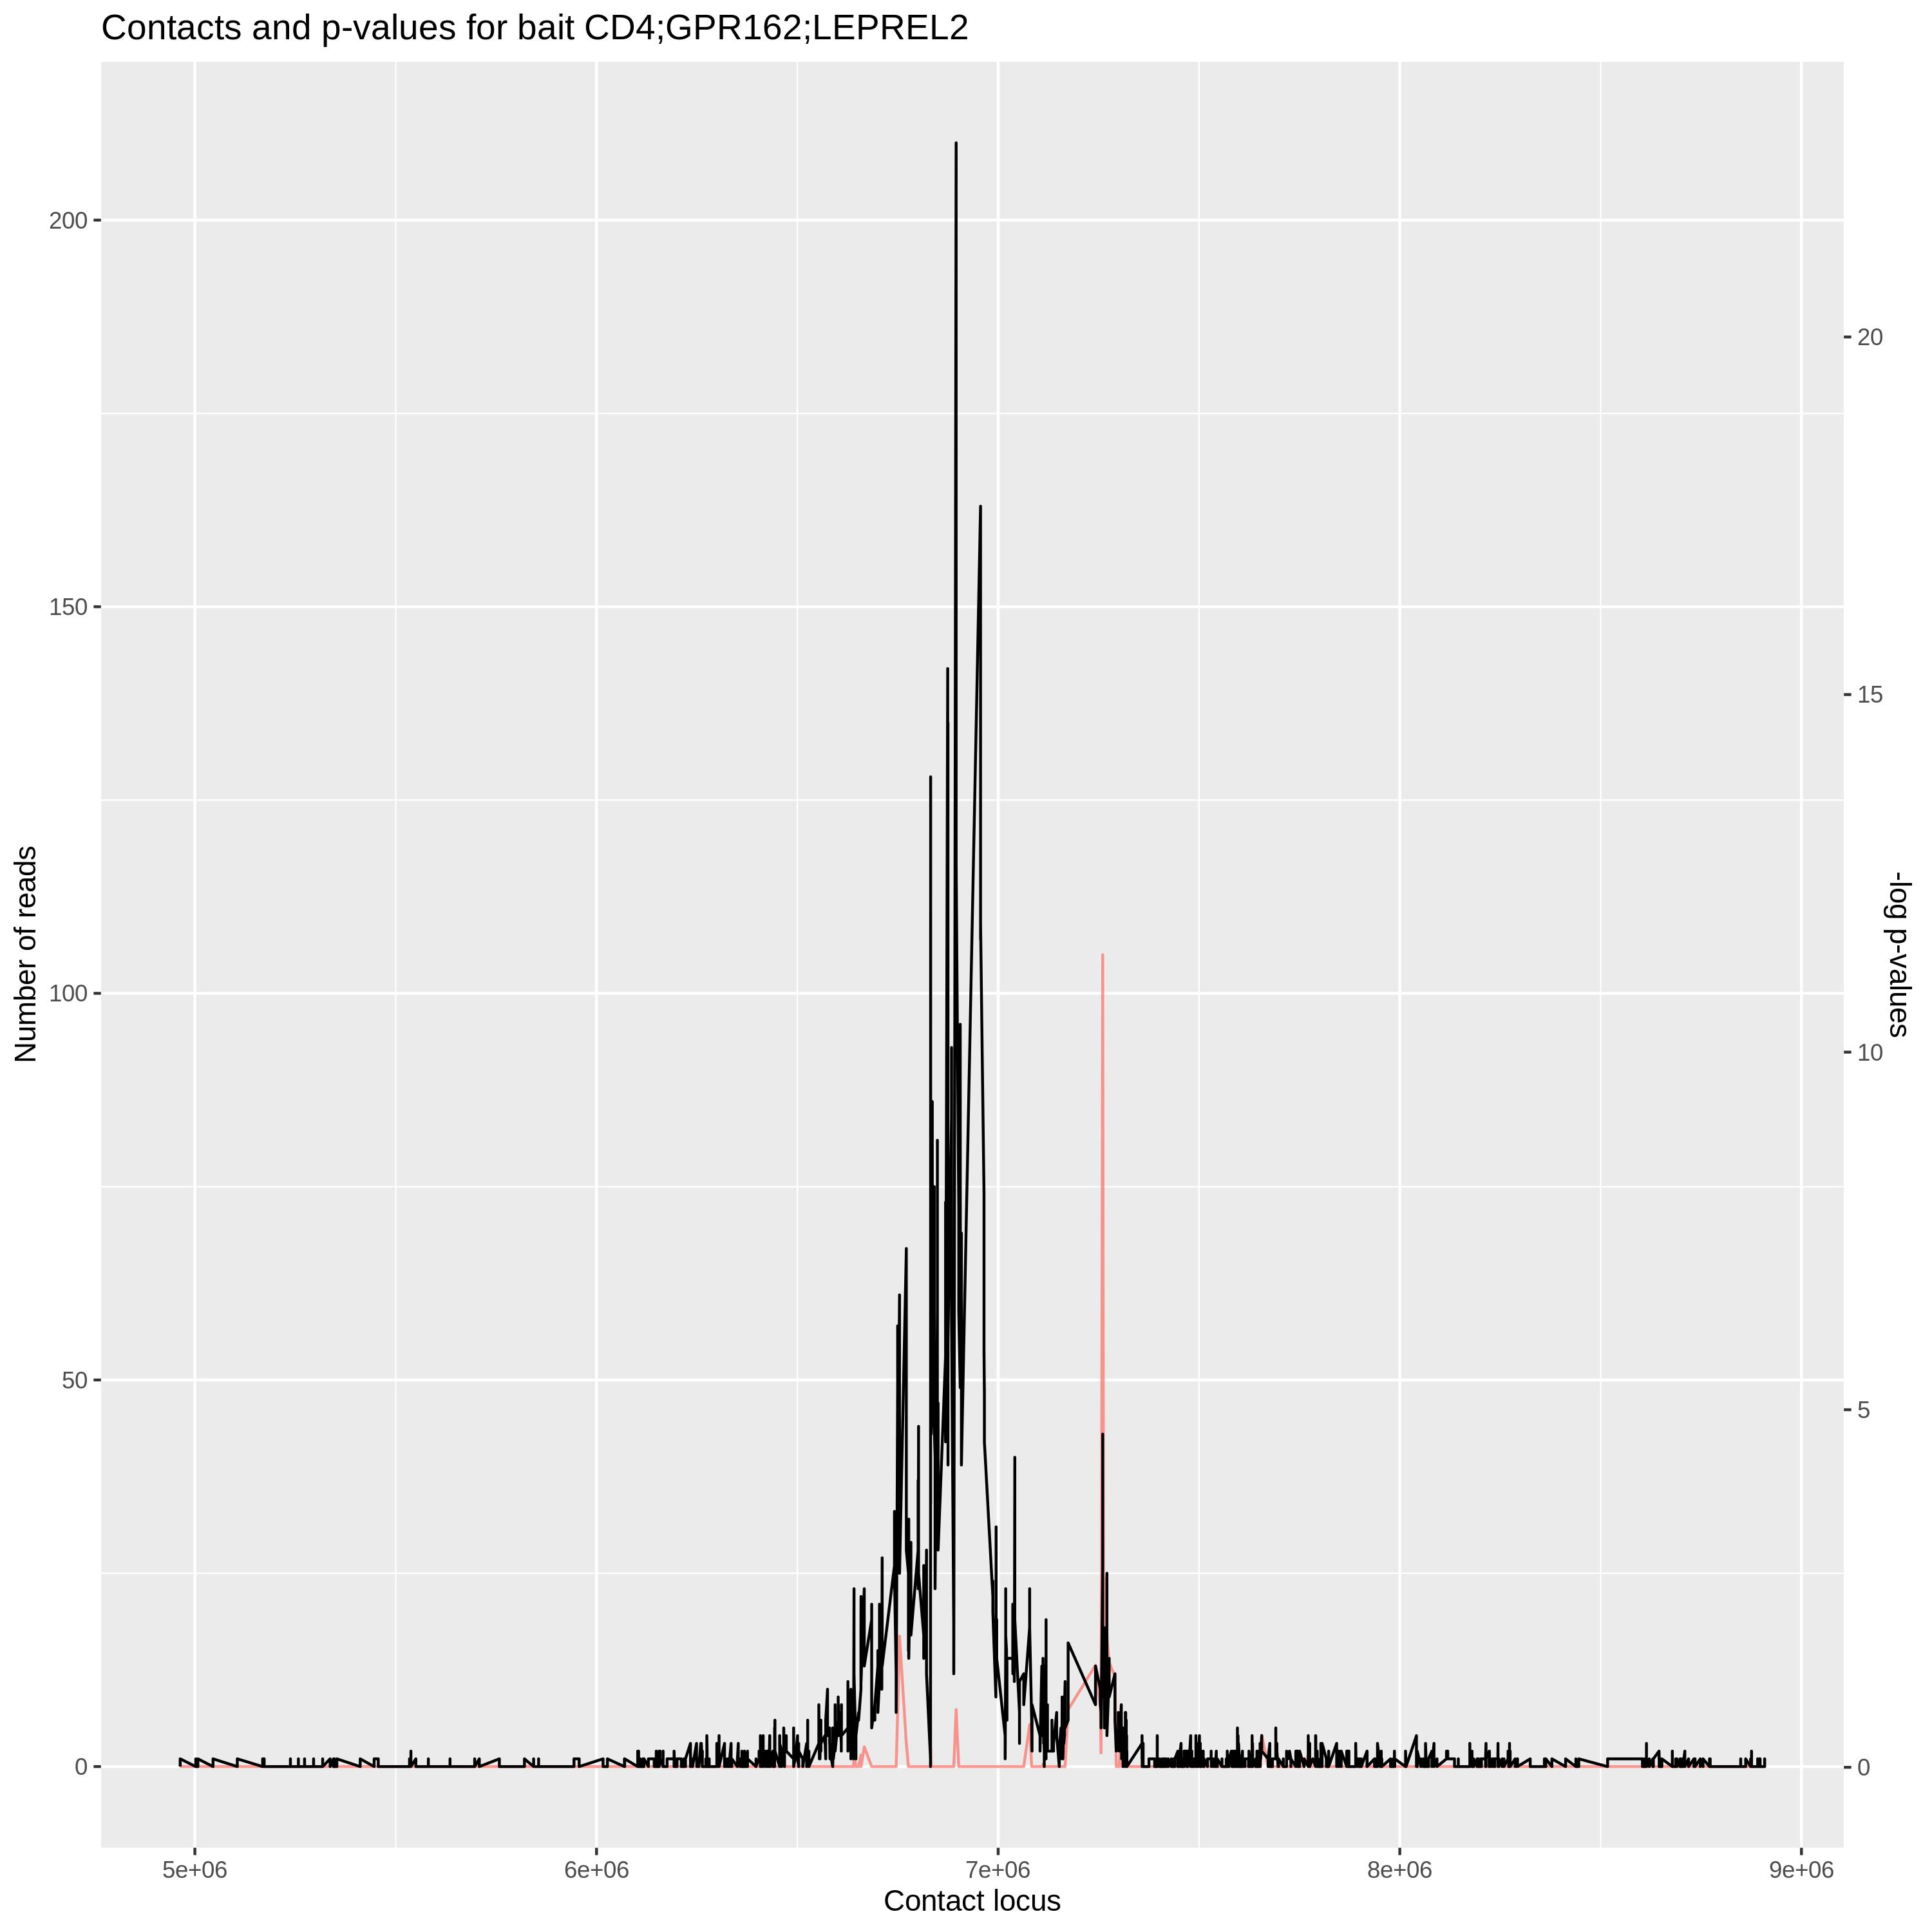 Contacts and p-values for bait CD4;GPR162;LEPREL2
200
150
100
50
0
Number of reads
20
15
10
5
0
-log p-values
5e+06
6e+06
7e+06
8e+06
9e+06
Contact locus